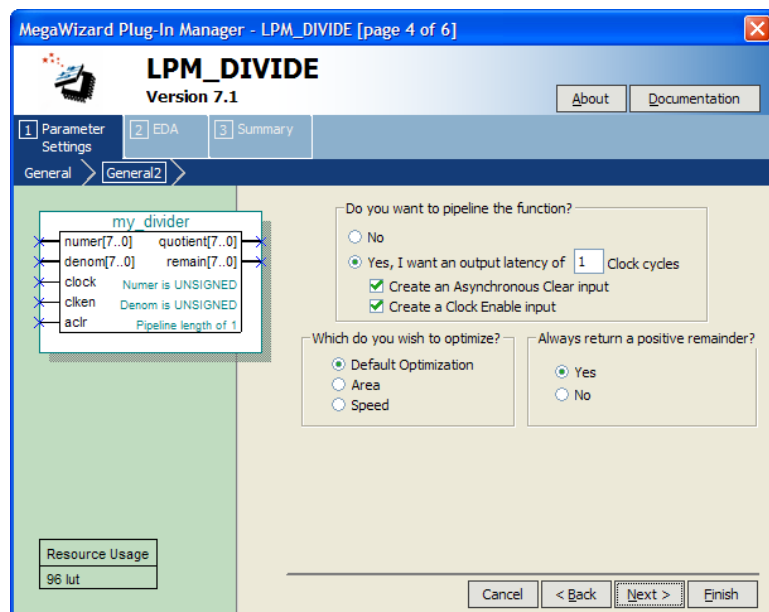 MegaWizard Plug-In Manager - LPM_DIVIDE [page 4 of 6]
LPM_DIVIDE
Version 7.1
About
Documentation
1 Parameter Settings
2 EDA
3 Summary
General
General2
my_divider
numer[7..0] quotient[7..0]
denom[7..0] remain[7..0]
clock Numer is UNSIGNED
clken Denom is UNSIGNED
aclr Pipeline length of 1
Do you want to pipeline the function?
No
Yes, I want an output latency of 1 Clock cycles
Create an Asynchronous Clear input
Create a Clock Enable input
Which do you wish to optimize?
Default Optimization
Area
Speed
Always return a positive remainder?
Yes
No
Resource Usage
96 lut
Cancel
< Back
Next >
Finish